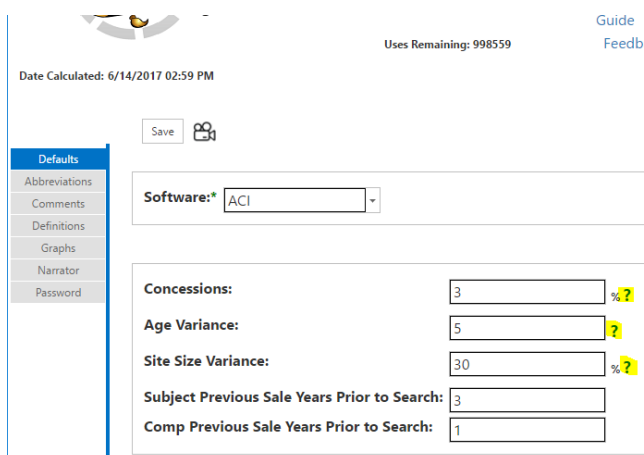 Guide
Uses Remaining: 998559
Feedb
Date Calculated: 6/14/2017 02:59 PM
Save
Defaults
Abbreviations
Comments
Definitions
Graphs
Narrator
Password
Software:* ACI
Concessions: 3 % ?
Age Variance: 5 ?
Site Size Variance: 30 % ?
Subject Previous Sale Years Prior to Search: 3
Comp Previous Sale Years Prior to Search: 1